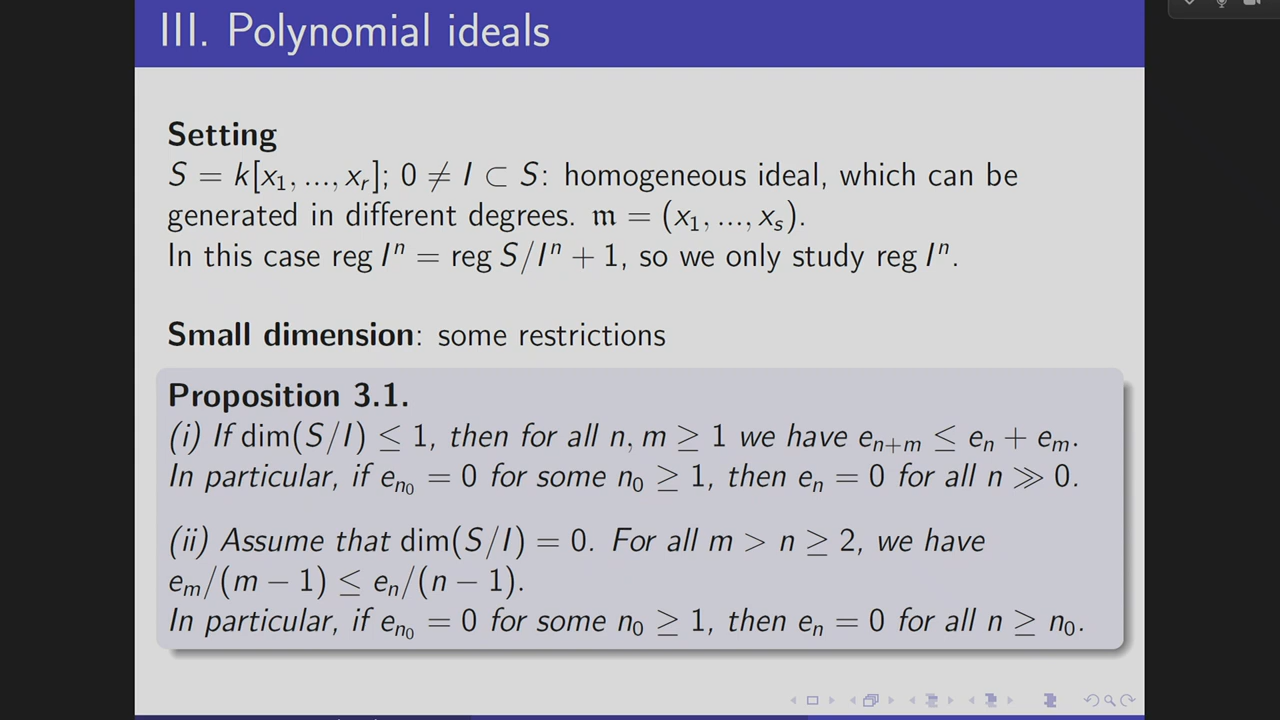 III. Polynomial ideals
Setting
S = k[x₁, ..., xᵣ]; 0 ≠ I ⊂ S: homogeneous ideal, which can be
generated in different degrees. 𝔪 = (x₁, ..., xₛ).
In this case reg Iⁿ = reg S/Iⁿ + 1, so we only study reg Iⁿ.
Small dimension: some restrictions
Proposition 3.1.
(i) If dim(S/I) ≤ 1, then for all n, m ≥ 1 we have eₙ₊ₘ ≤ eₙ + eₘ.
In particular, if e_{n₀} = 0 for some n₀ ≥ 1, then eₙ = 0 for all n ≫ 0.
(ii) Assume that dim(S/I) = 0. For all m > n ≥ 2, we have
eₘ/(m − 1) ≤ eₙ/(n − 1).
In particular, if e_{n₀} = 0 for some n₀ ≥ 1, then eₙ = 0 for all n ≥ n₀.